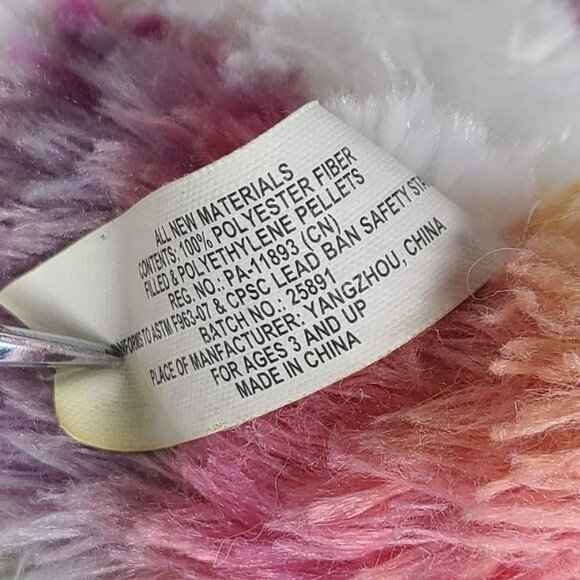 ALL NEW MATERIALS
CONTENTS: 100% POLYESTER FIBER
FILLED & POLYETHYLENE PELLETS
REG. NO.: PA-11893 (CN)
TO ASTM F963-07 & CPSC LEAD BAN SAFETY
BATCH NO.: 25891
PLACE OF MANFACTURER: YANGZHOU, CHINA
FOR AGES 3 AND UP
MADE IN CHINA